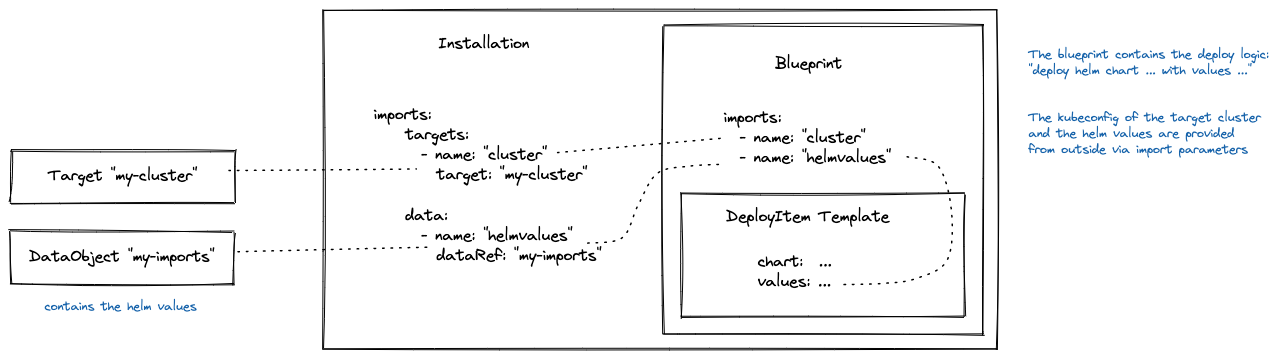 Target "my-cluster"
DataObject "my-imports"
contains the helm values
Installation
imports:
targets:
- name: "cluster"
target: "my-cluster"
data:
- name: "helmvalues"
dataRef: "my-imports"
Blueprint
imports:
- name: "cluster"
- name: "helmvalues"
DeployItem Template
chart: ...
values: ...
The blueprint contains the deploy logic:
"deploy helm chart ... with values ..."
The kubeconfig of the target cluster
and the helm values are provided
from outside via import parameters